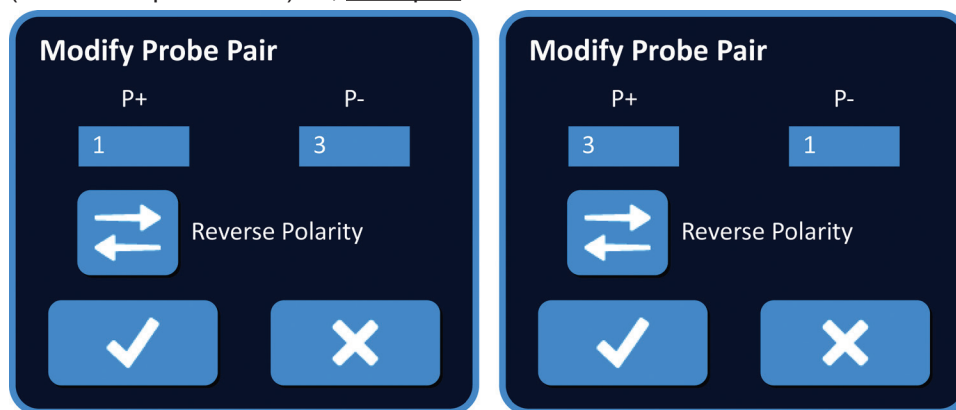 Modify Probe Pair
P+ P-
1 3
Reverse Polarity
Modify Probe Pair
P+ P-
3 1
Reverse Polarity